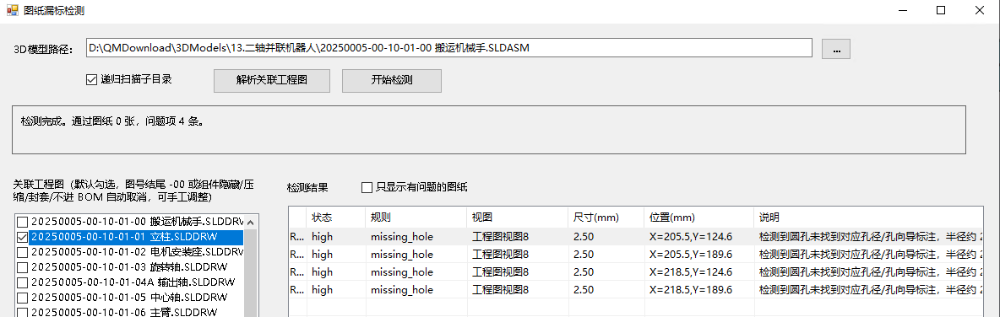 图纸漏标检测
3D模型路径：
D:\QMDownload\3DModels\13.二轴并联机器人\20250005-00-10-01-00 搬运机械手.SLDASM
...
递归扫描子目录
解析关联工程图
开始检测
检测完成。通过图纸 0 张，问题项 4 条。
关联工程图（默认勾选，图号结尾 -00 或组件隐藏/压
缩/封套/不进 BOM 自动取消，可手工调整）
检测结果
只显示有问题的图纸
20250005-00-10-01-00 搬运机械手.SLDDRW
20250005-00-10-01-01 立柱.SLDDRW
20250005-00-10-01-02 电机安装座.SLDDRW
20250005-00-10-01-03 旋转轴.SLDDRW
20250005-00-10-01-04A 输出轴.SLDDRW
20250005-00-10-01-05 中心轴.SLDDRW
20250005-00-10-01-06 主臂.SLDDRW
状态 规则 视图 尺寸(mm) 位置(mm) 说明
R... high missing_hole 工程图视图8 2.50 X=205.5,Y=124.6 检测到圆孔未找到对应孔径/孔向导标注，半径约 2
R... high missing_hole 工程图视图8 2.50 X=205.5,Y=189.6 检测到圆孔未找到对应孔径/孔向导标注，半径约 2
R... high missing_hole 工程图视图8 2.50 X=218.5,Y=124.6 检测到圆孔未找到对应孔径/孔向导标注，半径约 2
R... high missing_hole 工程图视图8 2.50 X=218.5,Y=189.6 检测到圆孔未找到对应孔径/孔向导标注，半径约 2